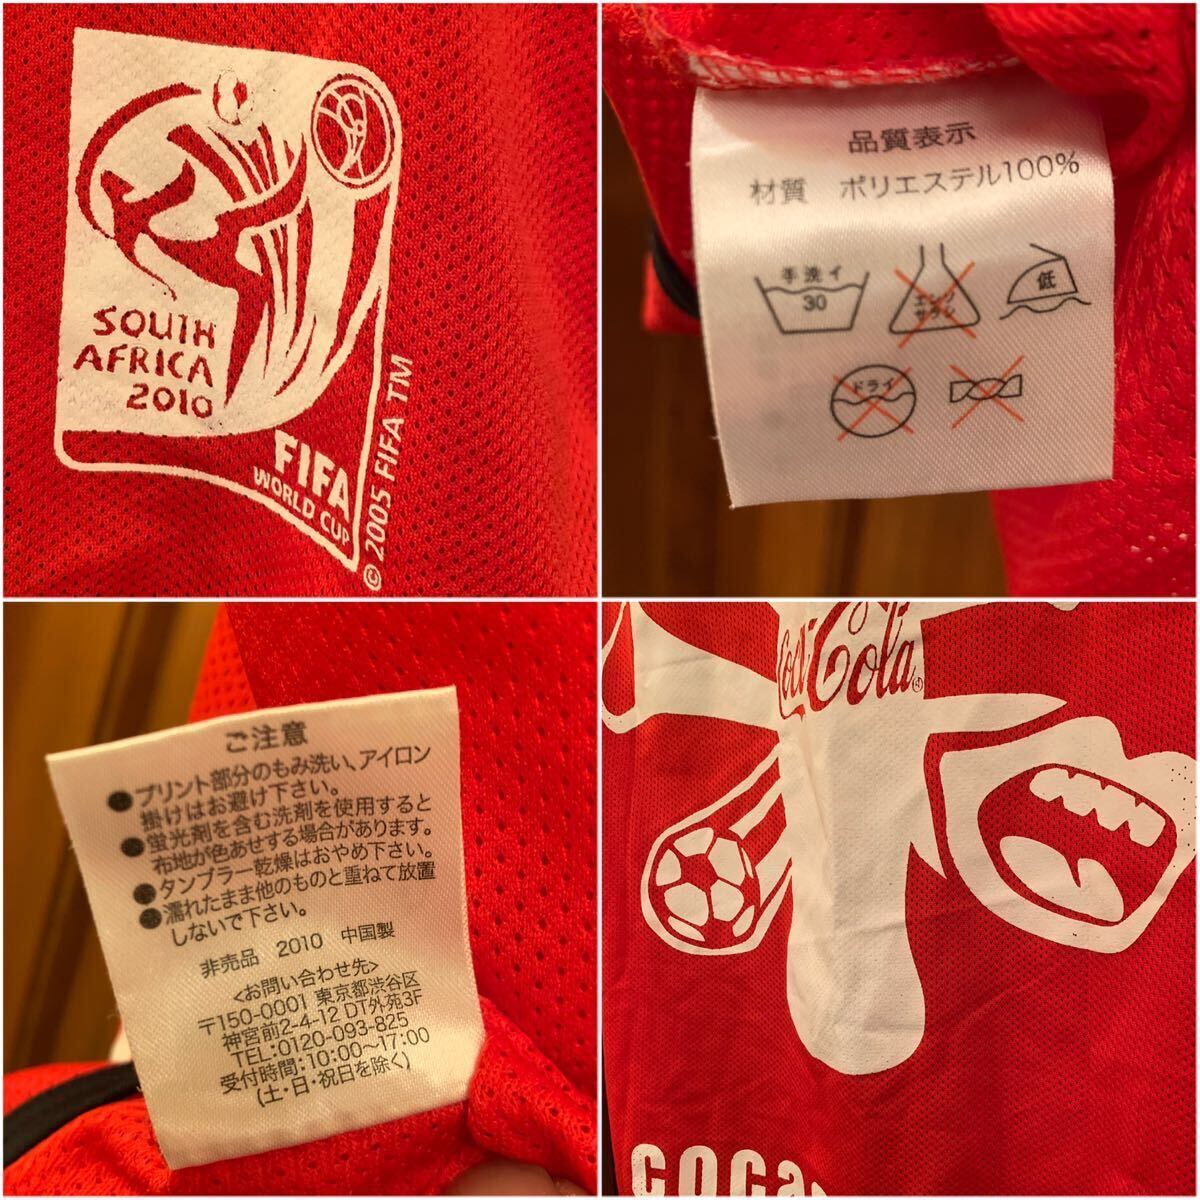 SOUTH
AFRICA
2010
FIFA
WORLD CUP
© 2005 FIFA TM
品質表示
材質 ポリエステル100%
手洗イ
30
エンソ
サラシ
低
ドライ
ご注意
●プリント部分のもみ洗い、アイロン
掛けはお避け下さい。
●蛍光剤を含む洗剤を使用すると
布地が色あせする場合があります。
●タンブラー乾燥はおやめ下さい。
●濡れたまま他のものと重ねて放置
しないで下さい。
非売品 2010 中国製
<お問い合わせ先>
〒150-0001 東京都渋谷区
神宮前2-4-12 DT外苑3F
TEL:0120-093-825
受付時間:10:00~17:00
(土・日・祝日を除く)
Coca-Cola
coca